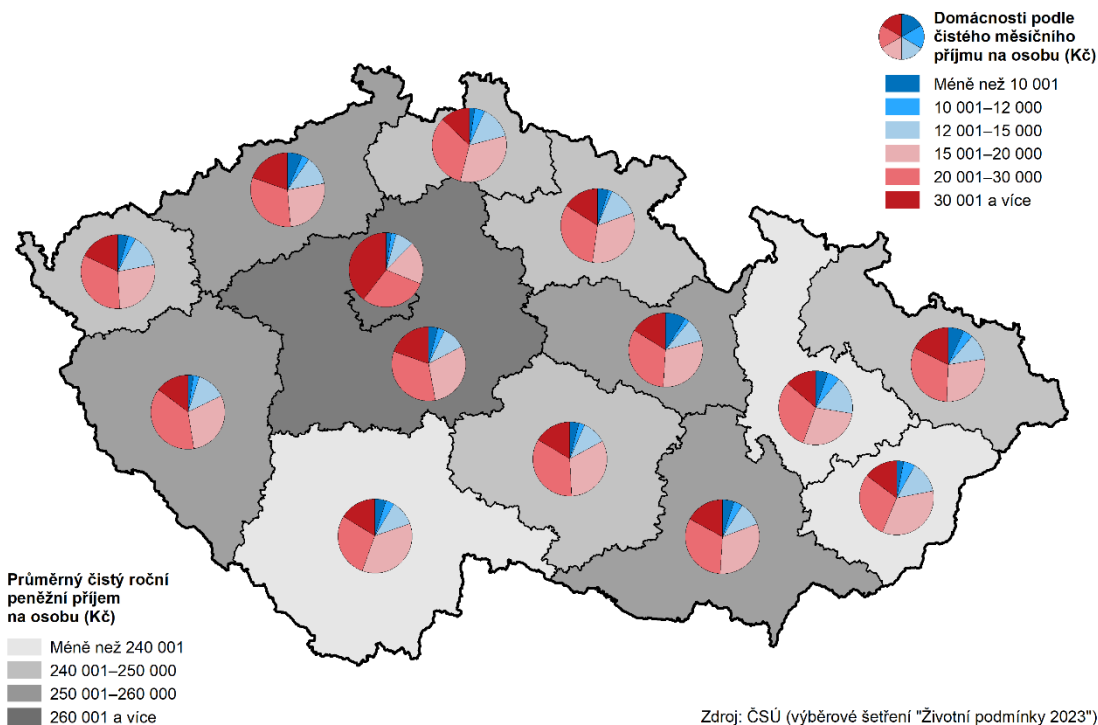 Domácnosti podle
čistého měsíčního
příjmu na osobu (Kč)
Méně než 10 001
10 001–12 000
12 001–15 000
15 001–20 000
20 001–30 000
30 001 a více
Průměrný čistý roční
peněžní příjem
na osobu (Kč)
Méně než 240 001
240 001–250 000
250 001–260 000
260 001 a více
Zdroj: ČSÚ (výběrové šetření "Životní podmínky 2023")